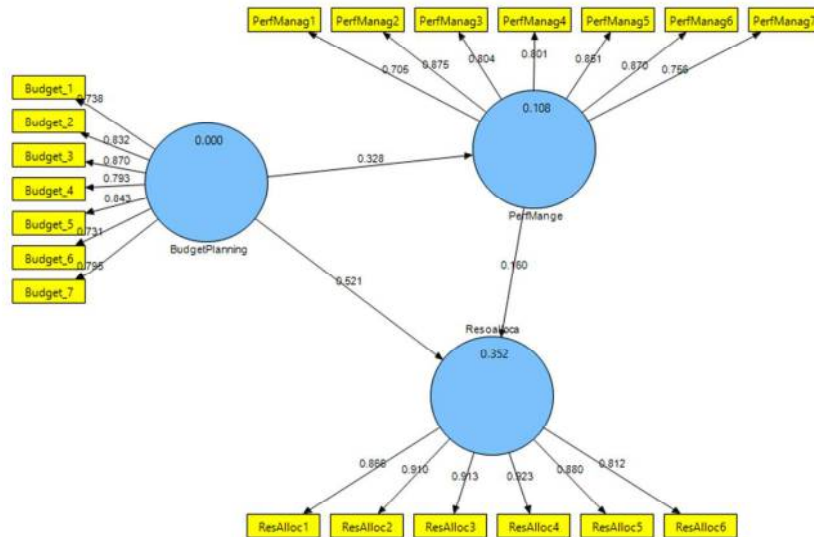 PerfManag1 PerfManag2 PerfManag3 PerfManag4 PerfManag5 PerfManag6 PerfManag7
0.705 0.875 0.804 0.801 0.851 0.870 0.756
Budget_1
0.738
Budget_2
0.832
Budget_3
0.870
Budget_4
0.793
Budget_5
0.843
Budget_6
0.731
Budget_7
0.795
0.000
BudgetPlanning
0.328
0.108
PerfMange
0.521
0.160
Resoalloca
0.352
0.866 0.910 0.913 0.923 0.880 0.812
ResAlloc1 ResAlloc2 ResAlloc3 ResAlloc4 ResAlloc5 ResAlloc6